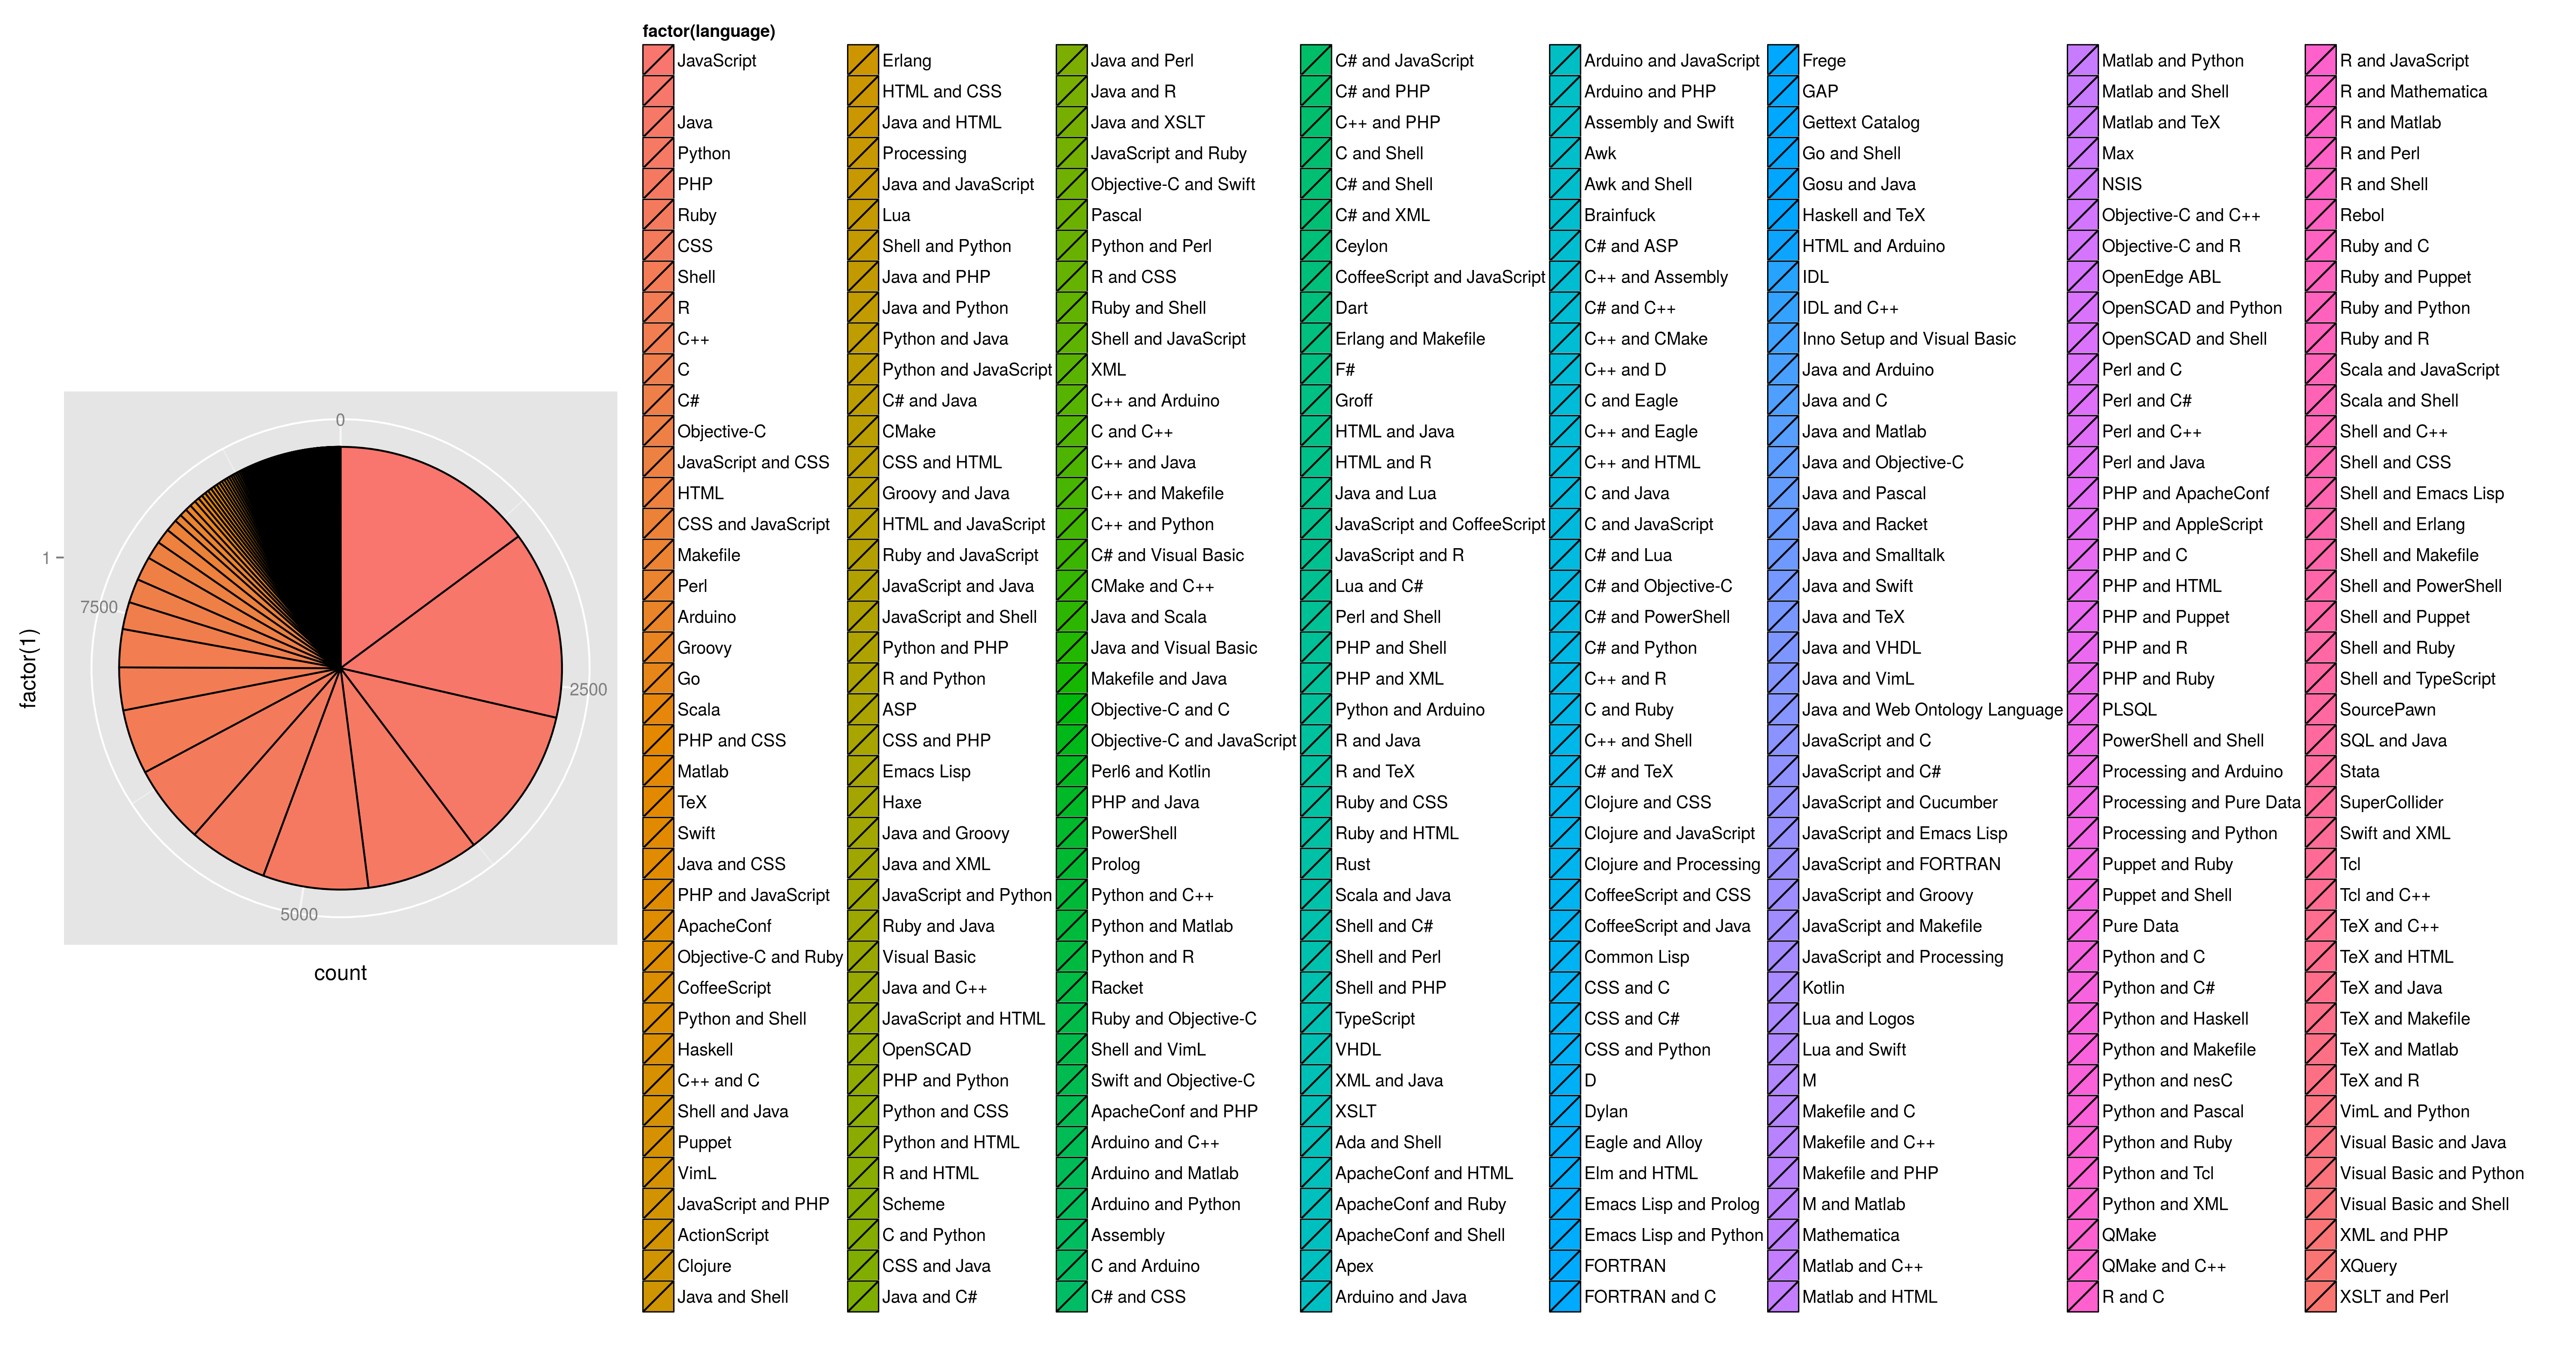 factor(language)
JavaScript
Java
Python
PHP
Ruby
CSS
Shell
R
C++
C
C#
Objective-C
JavaScript and CSS
HTML
CSS and JavaScript
Makefile
Perl
Arduino
Groovy
Go
Scala
PHP and CSS
Matlab
TeX
Swift
Java and CSS
PHP and JavaScript
ApacheConf
Objective-C and Ruby
CoffeeScript
Python and Shell
Haskell
C++ and C
Shell and Java
Puppet
VimL
JavaScript and PHP
ActionScript
Clojure
Java and Shell
Erlang
HTML and CSS
Java and HTML
Processing
Java and JavaScript
Lua
Shell and Python
Java and PHP
Java and Python
Python and Java
Python and JavaScript
C# and Java
CMake
CSS and HTML
Groovy and Java
HTML and JavaScript
Ruby and JavaScript
JavaScript and Java
JavaScript and Shell
Python and PHP
R and Python
ASP
CSS and PHP
Emacs Lisp
Haxe
Java and Groovy
Java and XML
JavaScript and Python
Ruby and Java
Visual Basic
Java and C++
JavaScript and HTML
OpenSCAD
PHP and Python
Python and CSS
Python and HTML
R and HTML
Scheme
C and Python
CSS and Java
Java and C#
Java and Perl
Java and R
Java and XSLT
JavaScript and Ruby
Objective-C and Swift
Pascal
Python and Perl
R and CSS
Ruby and Shell
Shell and JavaScript
XML
C++ and Arduino
C and C++
C++ and Java
C++ and Makefile
C++ and Python
C# and Visual Basic
CMake and C++
Java and Scala
Java and Visual Basic
Makefile and Java
Objective-C and C
Objective-C and JavaScript
Perl6 and Kotlin
PHP and Java
PowerShell
Prolog
Python and C++
Python and Matlab
Python and R
Racket
Ruby and Objective-C
Shell and VimL
Swift and Objective-C
ApacheConf and PHP
Arduino and C++
Arduino and Matlab
Arduino and Python
Assembly
C and Arduino
C# and CSS
C# and JavaScript
C# and PHP
C++ and PHP
C and Shell
C# and Shell
C# and XML
Ceylon
CoffeeScript and JavaScript
Dart
Erlang and Makefile
F#
Groff
HTML and Java
HTML and R
Java and Lua
JavaScript and CoffeeScript
JavaScript and R
Lua and C#
Perl and Shell
PHP and Shell
PHP and XML
Python and Arduino
R and Java
R and TeX
Ruby and CSS
Ruby and HTML
Rust
Scala and Java
Shell and C#
Shell and Perl
Shell and PHP
TypeScript
VHDL
XML and Java
XSLT
Ada and Shell
ApacheConf and HTML
ApacheConf and Ruby
ApacheConf and Shell
Apex
Arduino and Java
Arduino and JavaScript
Arduino and PHP
Assembly and Swift
Awk
Awk and Shell
Brainfuck
C# and ASP
C++ and Assembly
C# and C++
C++ and CMake
C++ and D
C and Eagle
C++ and Eagle
C++ and HTML
C and Java
C and JavaScript
C# and Lua
C# and Objective-C
C# and PowerShell
C# and Python
C++ and R
C and Ruby
C++ and Shell
C# and TeX
Clojure and CSS
Clojure and JavaScript
Clojure and Processing
CoffeeScript and CSS
CoffeeScript and Java
Common Lisp
CSS and C
CSS and C#
CSS and Python
D
Dylan
Eagle and Alloy
Elm and HTML
Emacs Lisp and Prolog
Emacs Lisp and Python
FORTRAN
FORTRAN and C
Frege
GAP
Gettext Catalog
Go and Shell
Gosu and Java
Haskell and TeX
HTML and Arduino
IDL
IDL and C++
Inno Setup and Visual Basic
Java and Arduino
Java and C
Java and Matlab
Java and Objective-C
Java and Pascal
Java and Racket
Java and Smalltalk
Java and Swift
Java and TeX
Java and VHDL
Java and VimL
Java and Web Ontology Language
JavaScript and C
JavaScript and C#
JavaScript and Cucumber
JavaScript and Emacs Lisp
JavaScript and FORTRAN
JavaScript and Groovy
JavaScript and Makefile
JavaScript and Processing
Kotlin
Lua and Logos
Lua and Swift
M
Makefile and C
Makefile and C++
Makefile and PHP
M and Matlab
Mathematica
Matlab and C++
Matlab and HTML
Matlab and Python
Matlab and Shell
Matlab and TeX
Max
NSIS
Objective-C and C++
Objective-C and R
OpenEdge ABL
OpenSCAD and Python
OpenSCAD and Shell
Perl and C
Perl and C#
Perl and C++
Perl and Java
PHP and ApacheConf
PHP and AppleScript
PHP and C
PHP and HTML
PHP and Puppet
PHP and R
PHP and Ruby
PLSQL
PowerShell and Shell
Processing and Arduino
Processing and Pure Data
Processing and Python
Puppet and Ruby
Puppet and Shell
Pure Data
Python and C
Python and C#
Python and Haskell
Python and Makefile
Python and nesC
Python and Pascal
Python and Ruby
Python and Tcl
Python and XML
QMake
QMake and C++
R and C
R and JavaScript
R and Mathematica
R and Matlab
R and Perl
R and Shell
Rebol
Ruby and C
Ruby and Puppet
Ruby and Python
Ruby and R
Scala and JavaScript
Scala and Shell
Shell and C++
Shell and CSS
Shell and Emacs Lisp
Shell and Erlang
Shell and Makefile
Shell and PowerShell
Shell and Puppet
Shell and Ruby
Shell and TypeScript
SourcePawn
SQL and Java
Stata
SuperCollider
Swift and XML
Tcl
Tcl and C++
TeX and C++
TeX and HTML
TeX and Java
TeX and Makefile
TeX and Matlab
TeX and R
VimL and Python
Visual Basic and Java
Visual Basic and Python
Visual Basic and Shell
XML and PHP
XQuery
XSLT and Perl
0
1
7500
2500
5000
factor(1)
count